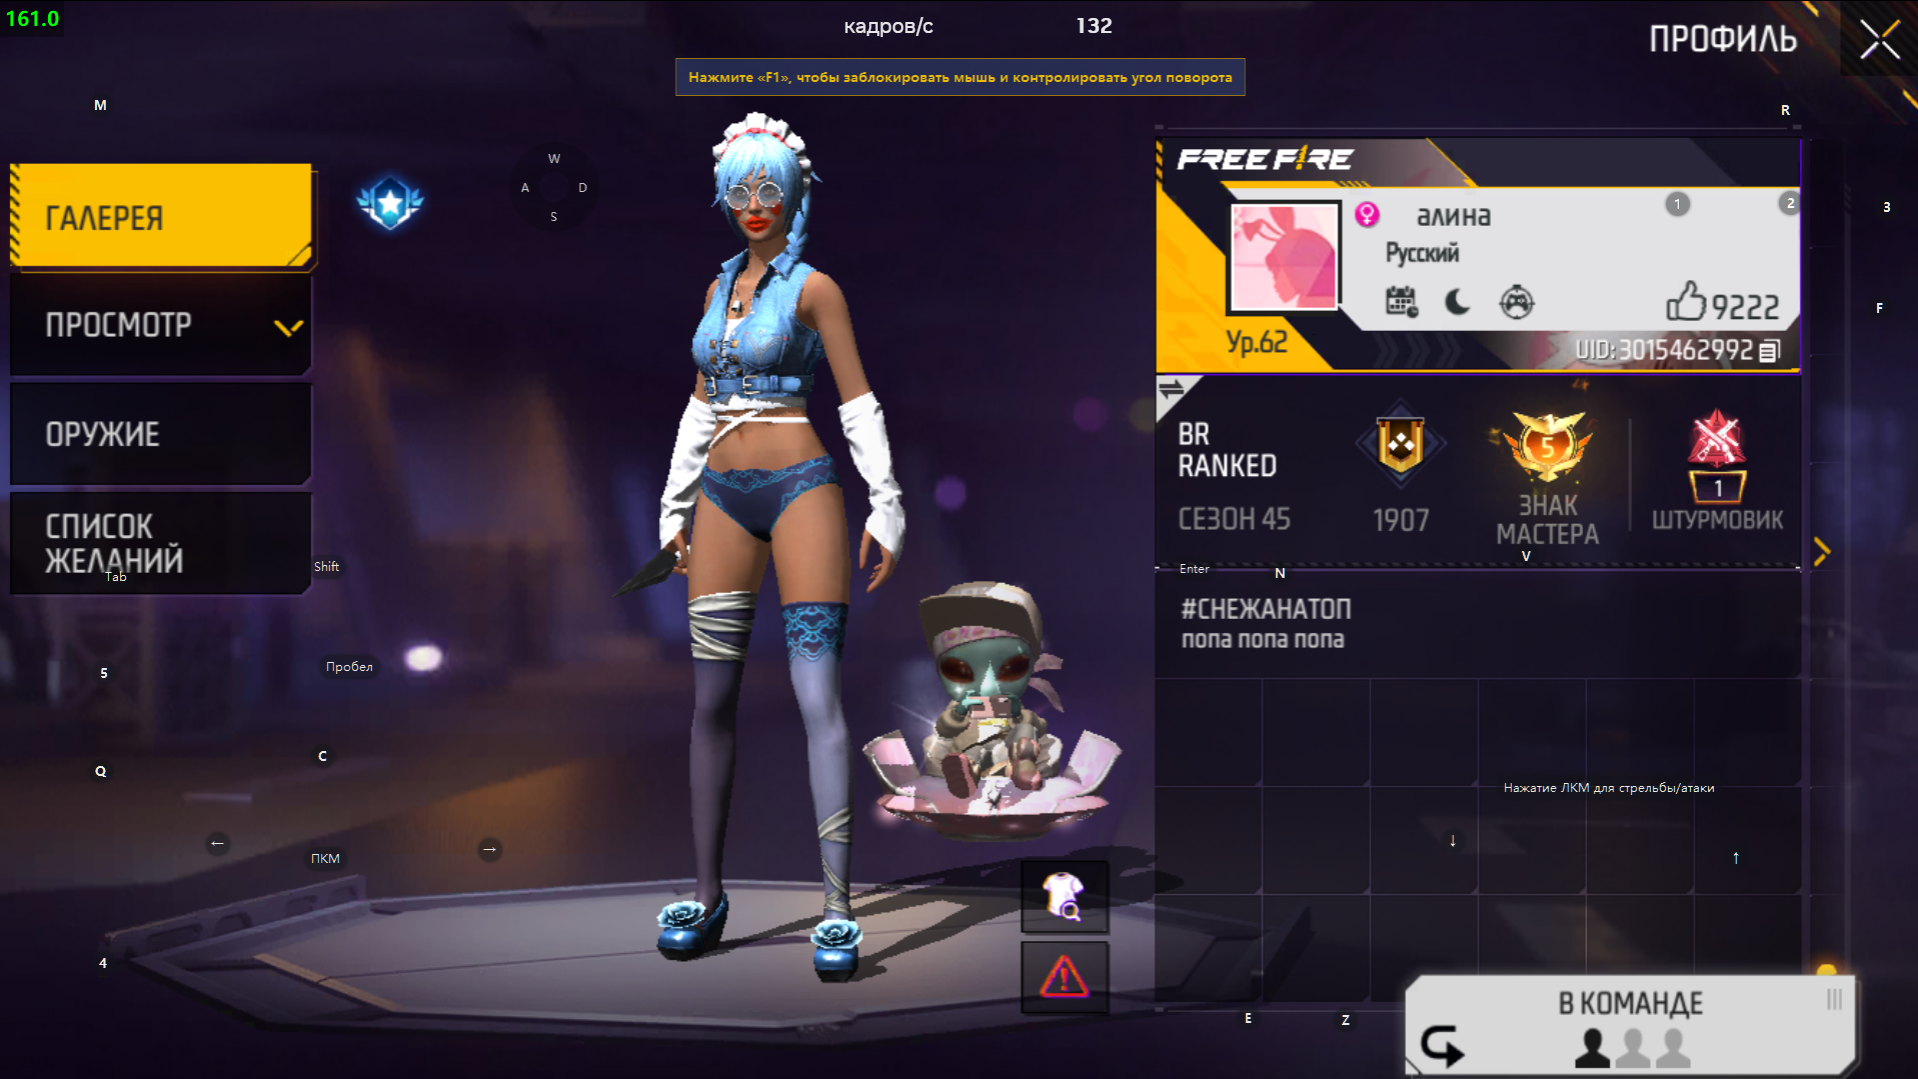 161.0
кадров/с 132
ПРОФИЛЬ
Нажмите «F1», чтобы заблокировать мышь и контролировать угол поворота
M
R
W
A D
S
ГАЛЕРЕЯ
ПРОСМОТР
ОРУЖИЕ
СПИСОК
ЖЕЛАНИЙ
Tab
Shift
Пробел
5
Q
C
←
ПКМ
→
4
FREE FIRE
алина
1
2
3
Русский
F
9222
Ур.62
UID:3015462992
BR
RANKED
СЕЗОН 45
1907
5
ЗНАК
МАСТЕРА
1
ШТУРМОВИК
V
Enter
N
#СНЕЖАНАТОП
попа попа попа
Нажатие ЛКМ для стрельбы/атаки
↓
↑
E
Z
В КОМАНДЕ